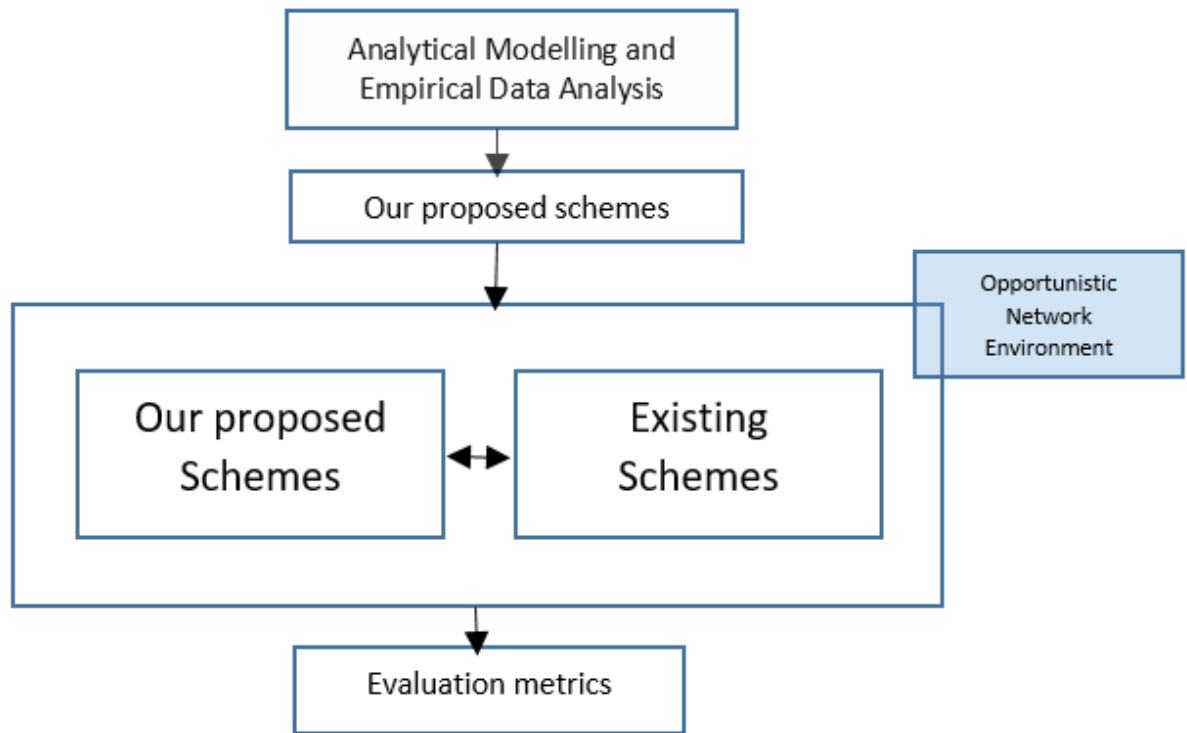 Analytical Modelling and
Empirical Data Analysis
Our proposed schemes
Opportunistic
Network
Environment
Our proposed
Schemes
Existing
Schemes
Evaluation metrics